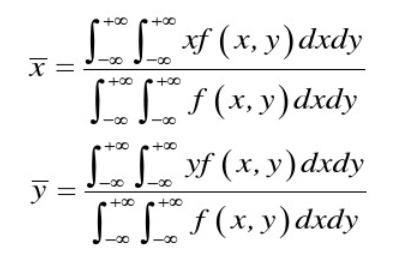 x̅ = ∫_{-∞}^{+∞} ∫_{-∞}^{+∞} xf(x, y)dxdy / ∫_{-∞}^{+∞} ∫_{-∞}^{+∞} f(x, y)dxdy
y̅ = ∫_{-∞}^{+∞} ∫_{-∞}^{+∞} yf(x, y)dxdy / ∫_{-∞}^{+∞} ∫_{-∞}^{+∞} f(x, y)dxdy